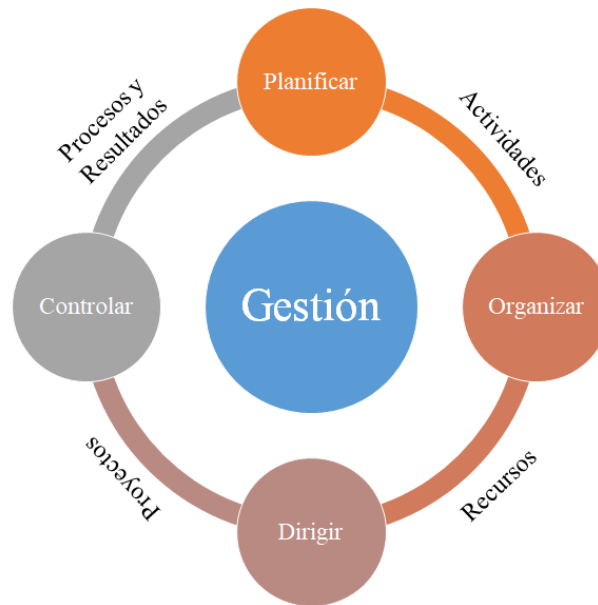 Planificar
Procesos y
Resultados
Actividades
Controlar
Gestión
Organizar
Proyectos
Recursos
Dirigir